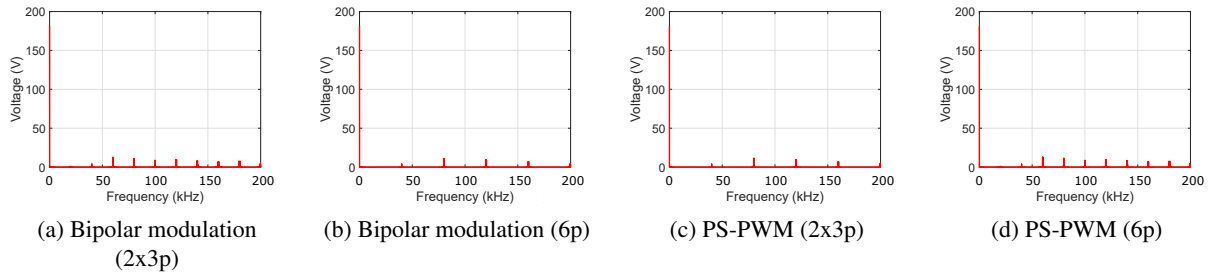 200
150
100
50
0
Voltage (V)
0 50 100 150 200
Frequency (kHz)
(a) Bipolar modulation
(2x3p)
200
150
100
50
0
Voltage (V)
0 50 100 150 200
Frequency (kHz)
(b) Bipolar modulation (6p)
200
150
100
50
0
Voltage (V)
0 50 100 150 200
Frequency (kHz)
(c) PS-PWM (2x3p)
200
150
100
50
0
Voltage (V)
0 50 100 150 200
Frequency (kHz)
(d) PS-PWM (6p)